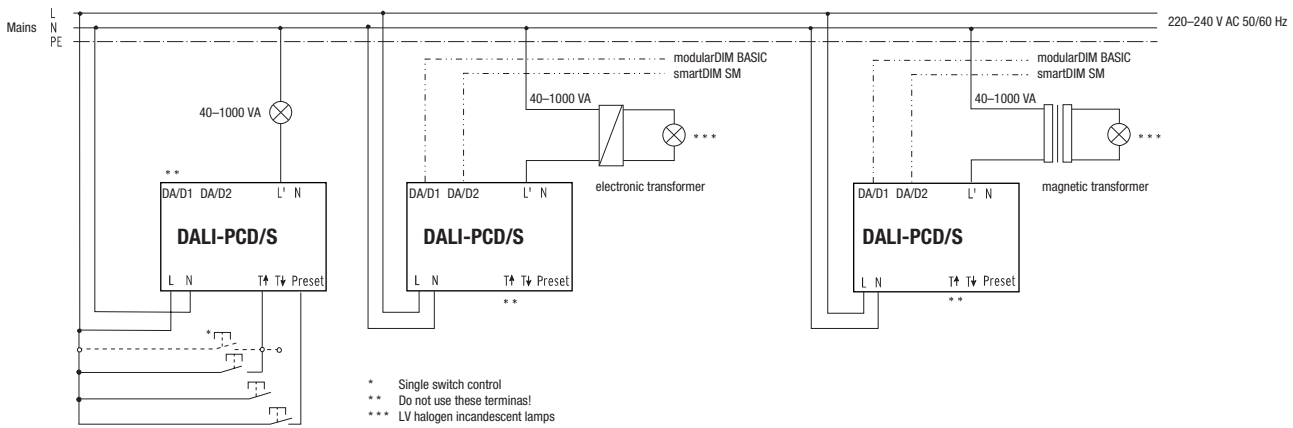 L
Mains N
PE
220–240 V AC 50/60 Hz
modularDIM BASIC
smartDIM SM
modularDIM BASIC
smartDIM SM
40–1000 VA
40–1000 VA
40–1000 VA
* * *
* * *
electronic transformer
magnetic transformer
* *
DA/D1 DA/D2 L' N
DALI-PCD/S
L N T↑ T↓ Preset
DA/D1 DA/D2 L' N
DALI-PCD/S
L N T↑ T↓ Preset
* *
DA/D1 DA/D2 L' N
DALI-PCD/S
L N T↑ T↓ Preset
* *
*
* Single switch control
* * Do not use these terminas!
* * * LV halogen incandescent lamps